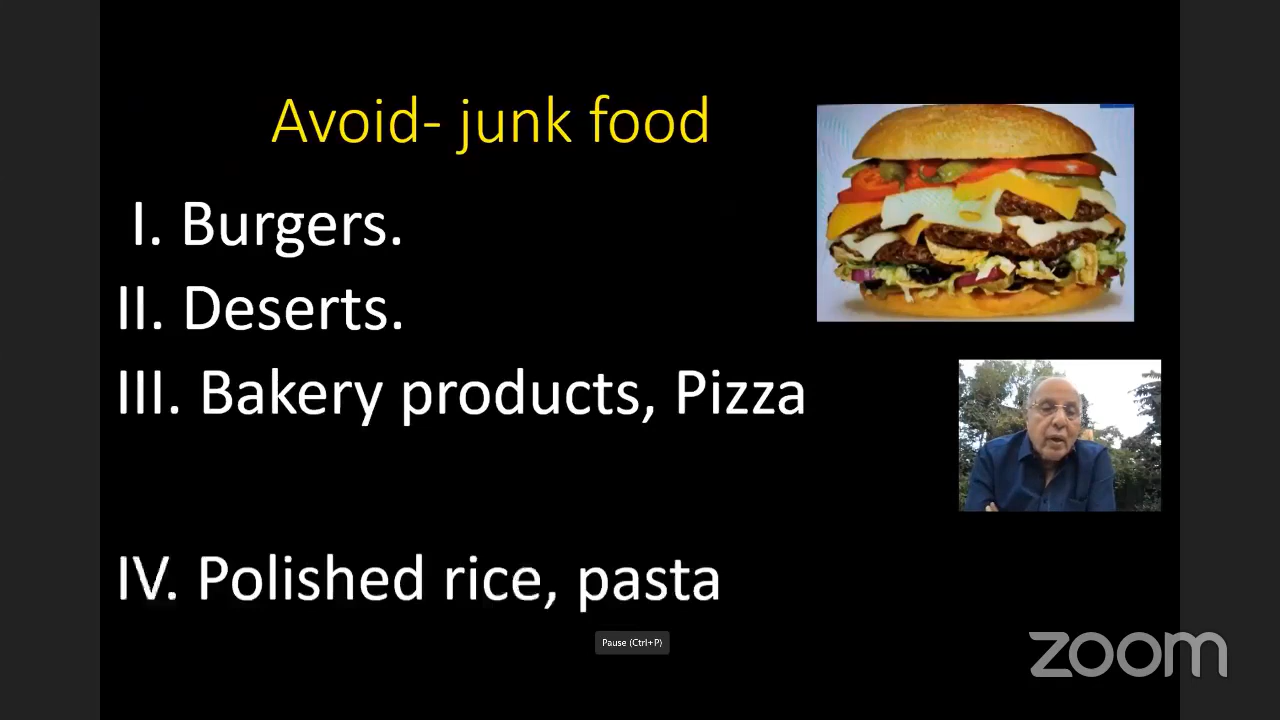 Avoid- junk food
I. Burgers.
II. Deserts.
III. Bakery products, Pizza
IV. Polished rice, pasta
Pause (Ctrl+P)
zoom